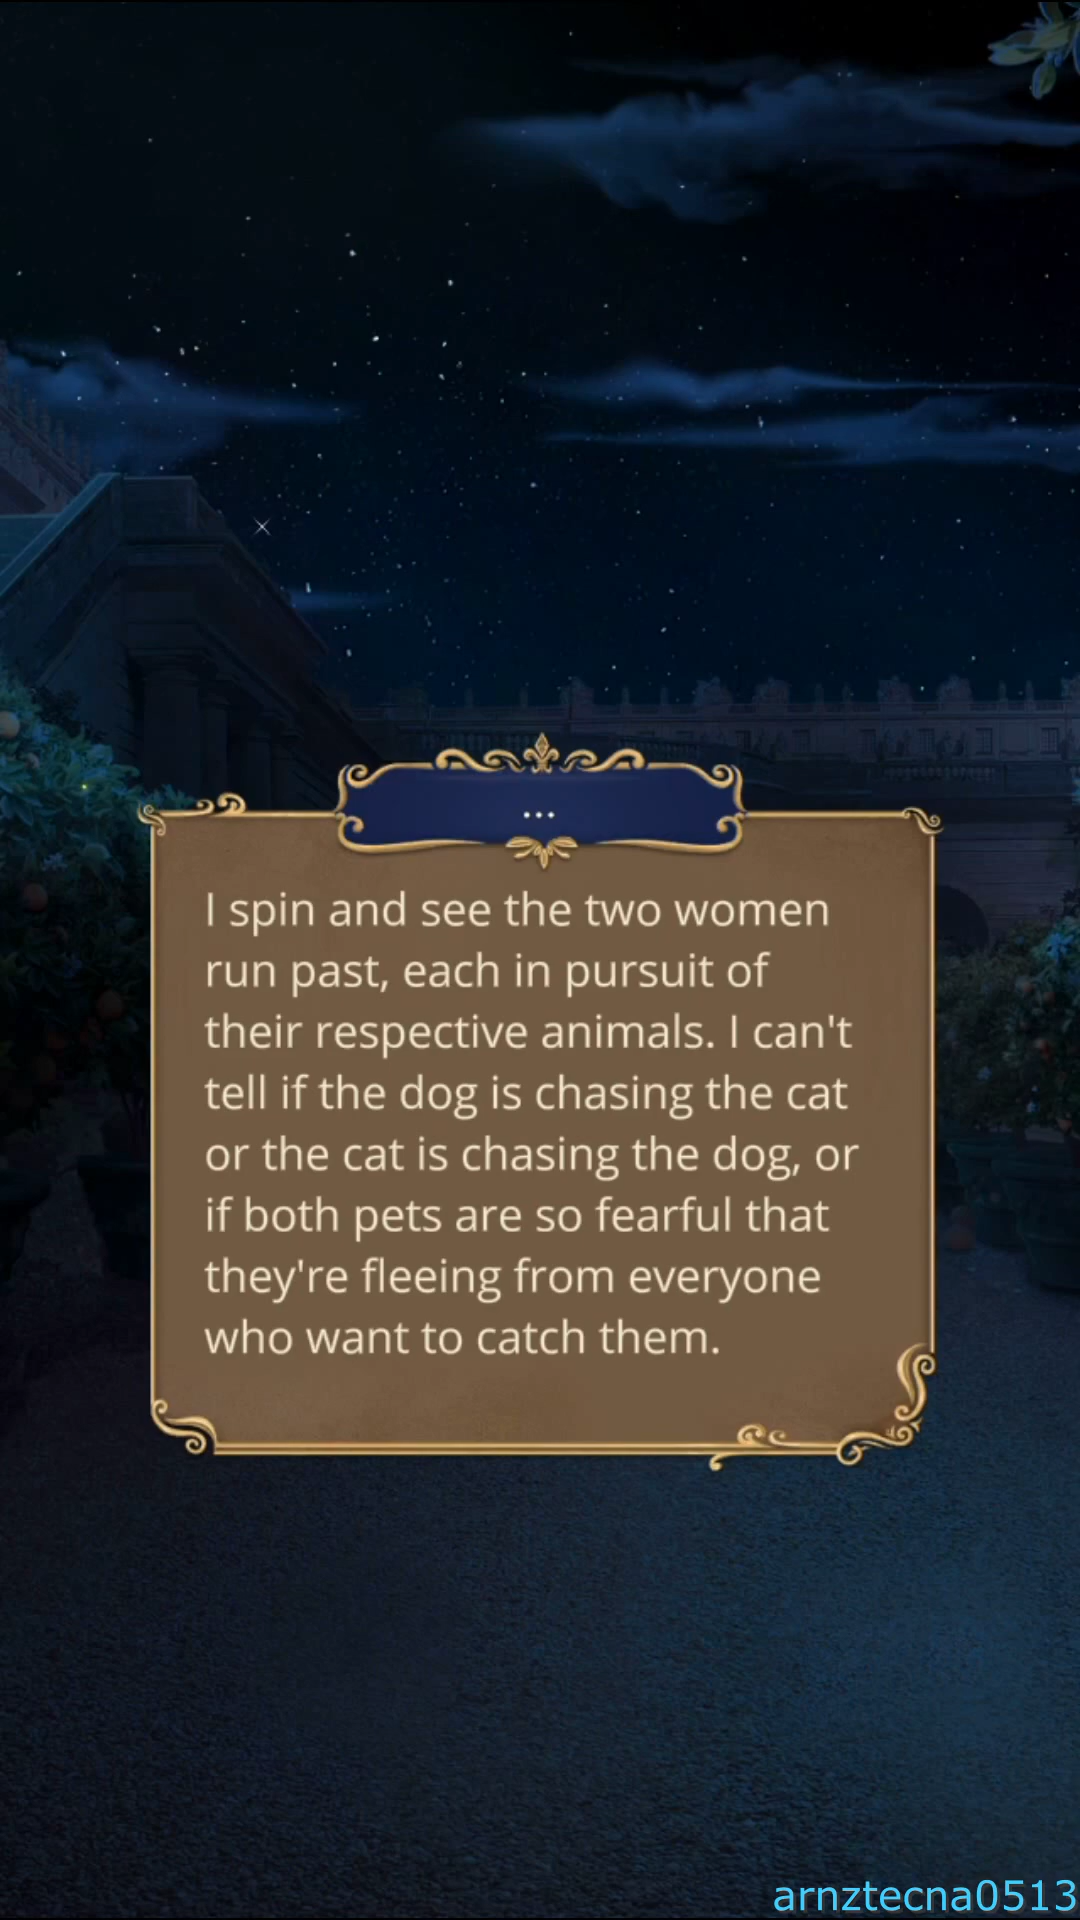 ...
I spin and see the two women
run past, each in pursuit of
their respective animals. I can't
tell if the dog is chasing the cat
or the cat is chasing the dog, or
if both pets are so fearful that
they're fleeing from everyone
who want to catch them.
arnztecna0513